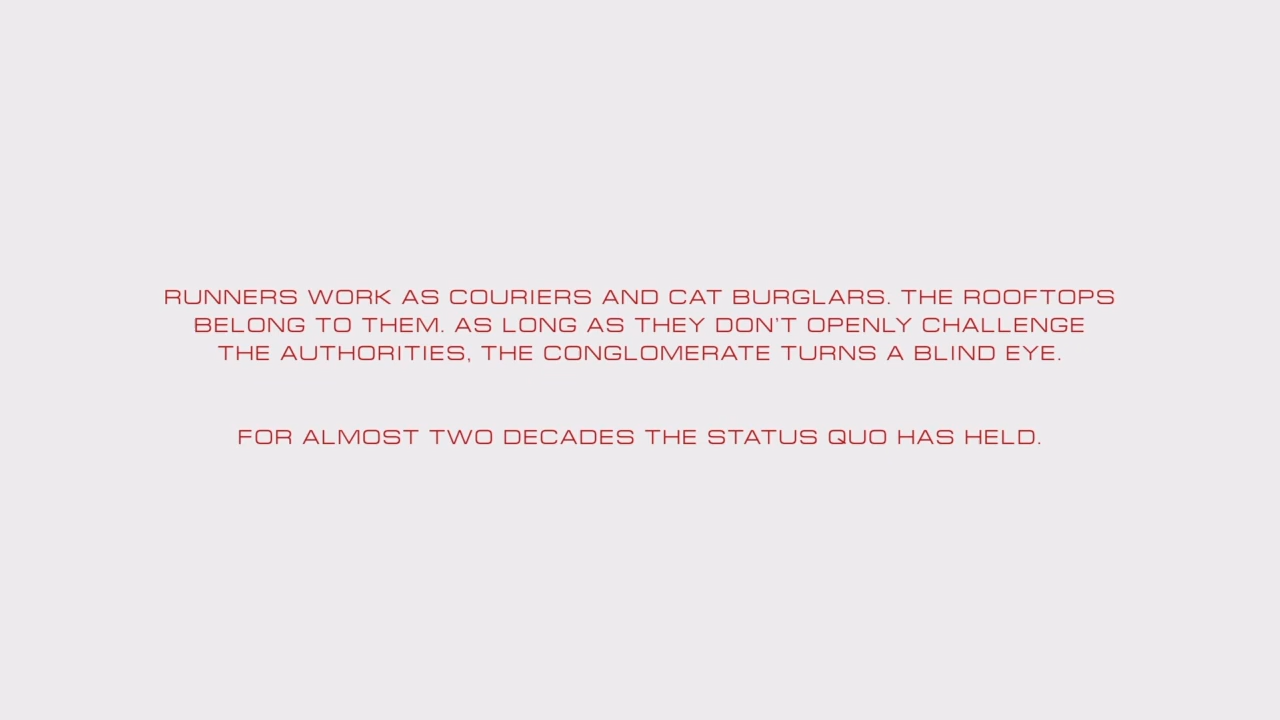 RUNNERS WORK AS COURIERS AND CAT BURGLARS. THE ROOFTOPS
BELONG TO THEM. AS LONG AS THEY DON'T OPENLY CHALLENGE
THE AUTHORITIES, THE CONGLOMERATE TURNS A BLIND EYE.
FOR ALMOST TWO DECADES THE STATUS QUO HAS HELD.